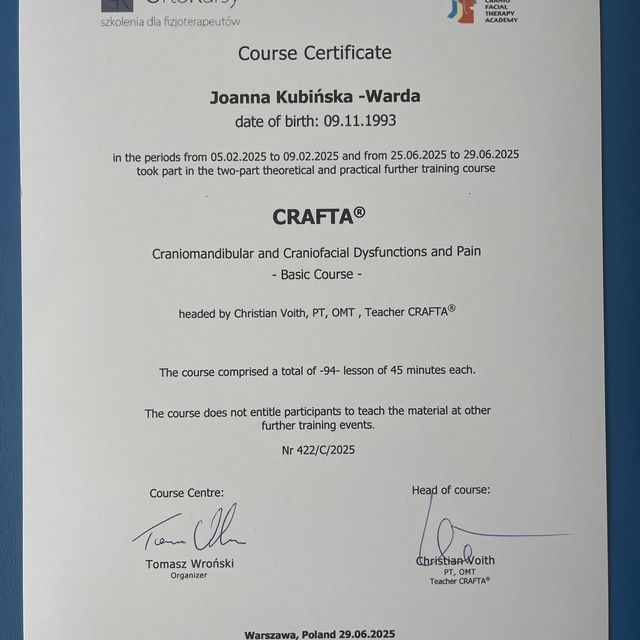 OrtoKursy
szkolenia dla fizjoterapeutów
CRANIO
FACIAL
THERAPY
ACADEMY
Course Certificate
Joanna Kubińska -Warda
date of birth: 09.11.1993
in the periods from 05.02.2025 to 09.02.2025 and from 25.06.2025 to 29.06.2025
took part in the two-part theoretical and practical further training course
CRAFTA®
Craniomandibular and Craniofacial Dysfunctions and Pain
- Basic Course -
headed by Christian Voith, PT, OMT , Teacher CRAFTA®
The course comprised a total of -94- lesson of 45 minutes each.
The course does not entitle participants to teach the material at other
further training events.
Nr 422/C/2025
Course Centre:
Tomasz Wroński
Organizer
Head of course:
Christian Voith
PT, OMT
Teacher CRAFTA®
Warszawa, Poland 29.06.2025